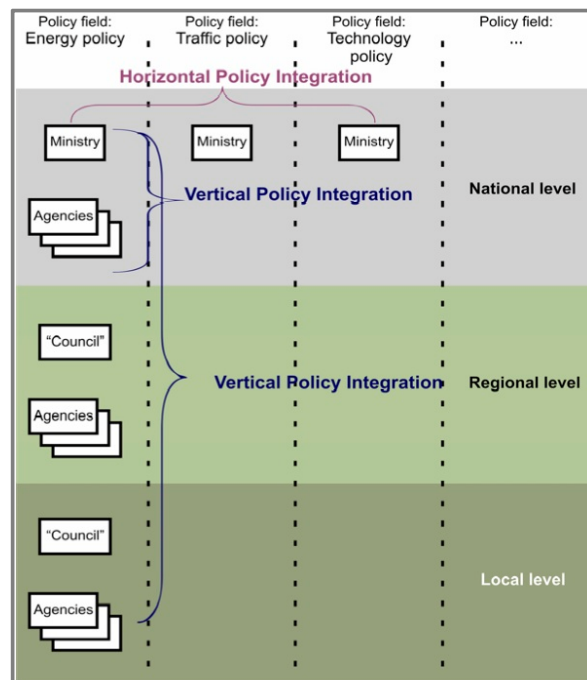 Policy field:
Energy policy
Policy field:
Traffic policy
Policy field:
Technology
policy
Policy field:
...
Horizontal Policy Integration
Ministry
Ministry
Ministry
Vertical Policy Integration
National level
Agencies
"Council"
Vertical Policy Integration
Regional level
Agencies
"Council"
Local level
Agencies